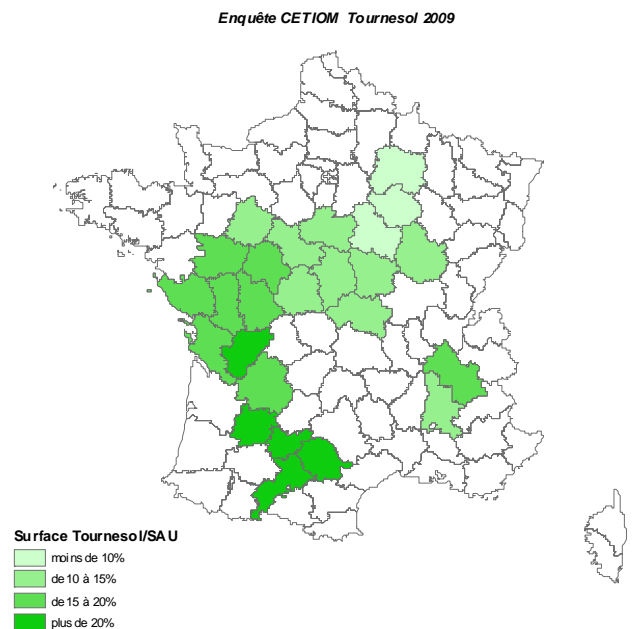 Enquête CETIOM Tournesol 2009
Surface Tournesol/SAU
moins de 10%
de 10 à 15%
de 15 à 20%
plus de 20%